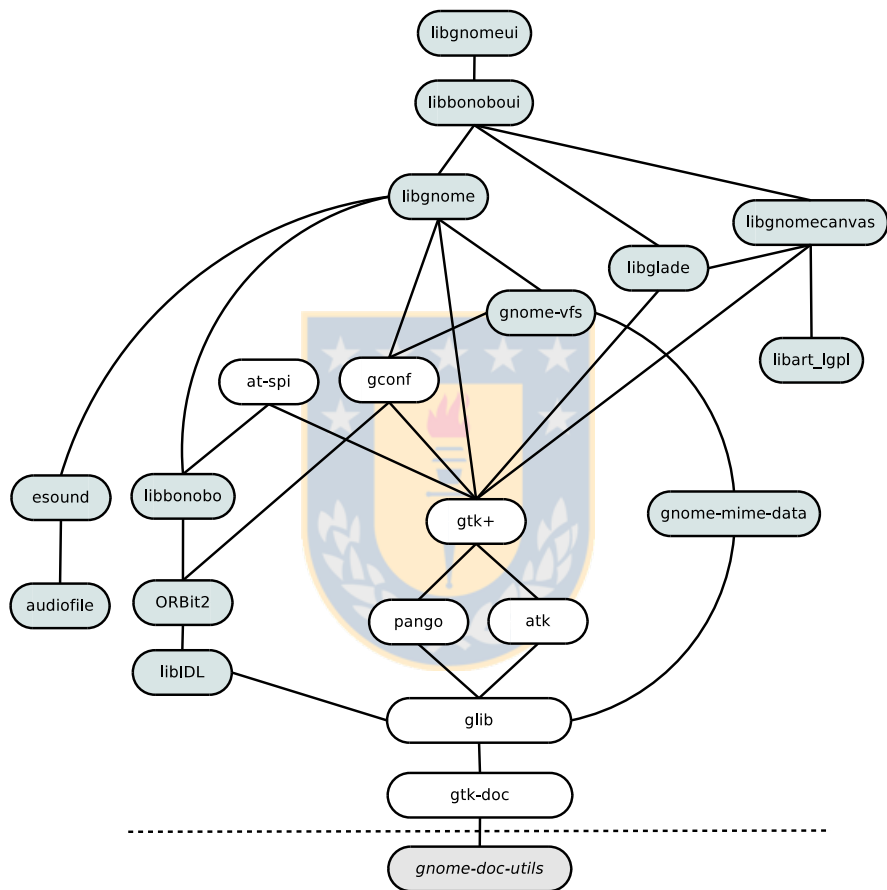 libgnomeui
libbonoboui
libgnome
libgnomecanvas
libglade
gnome-vfs
libart_lgpl
at-spi
gconf
esound
libbonobo
gtk+
gnome-mime-data
audiofile
ORBit2
pango
atk
libIDL
glib
gtk-doc
gnome-doc-utils